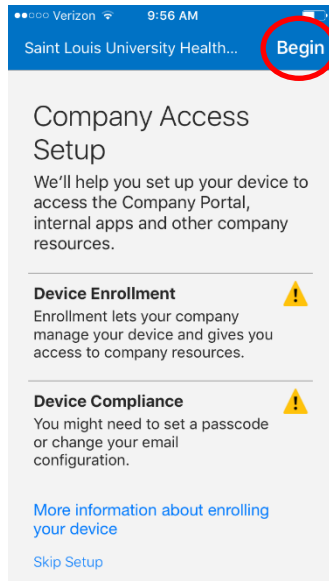 Verizon 9:56 AM
Saint Louis University Health... Begin
Company Access
Setup
We'll help you set up your device to
access the Company Portal,
internal apps and other company
resources.
Device Enrollment
Enrollment lets your company
manage your device and gives you
access to company resources.
Device Compliance
You might need to set a passcode
or change your email
configuration.
More information about enrolling
your device
Skip Setup